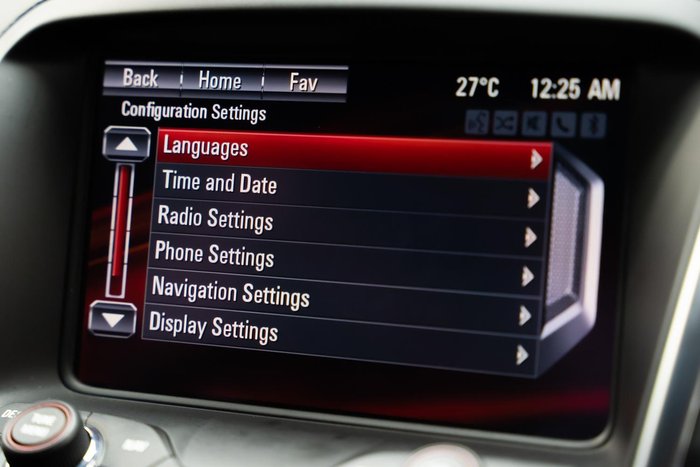 Back Home Fav
27°C 12:25 AM
Configuration Settings
Languages
Time and Date
Radio Settings
Phone Settings
Navigation Settings
Display Settings
NAV